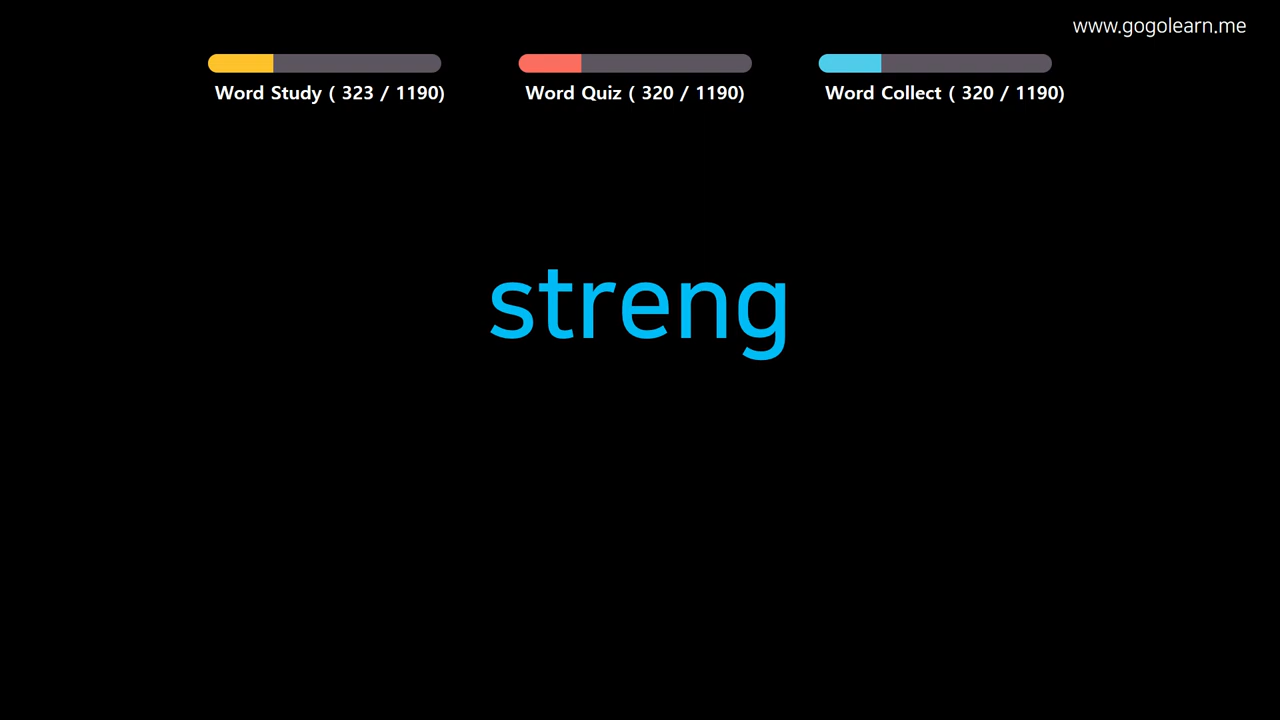 www.gogolearn.me
Word Study ( 323 / 1190)
Word Quiz ( 320 / 1190)
Word Collect ( 320 / 1190)
streng